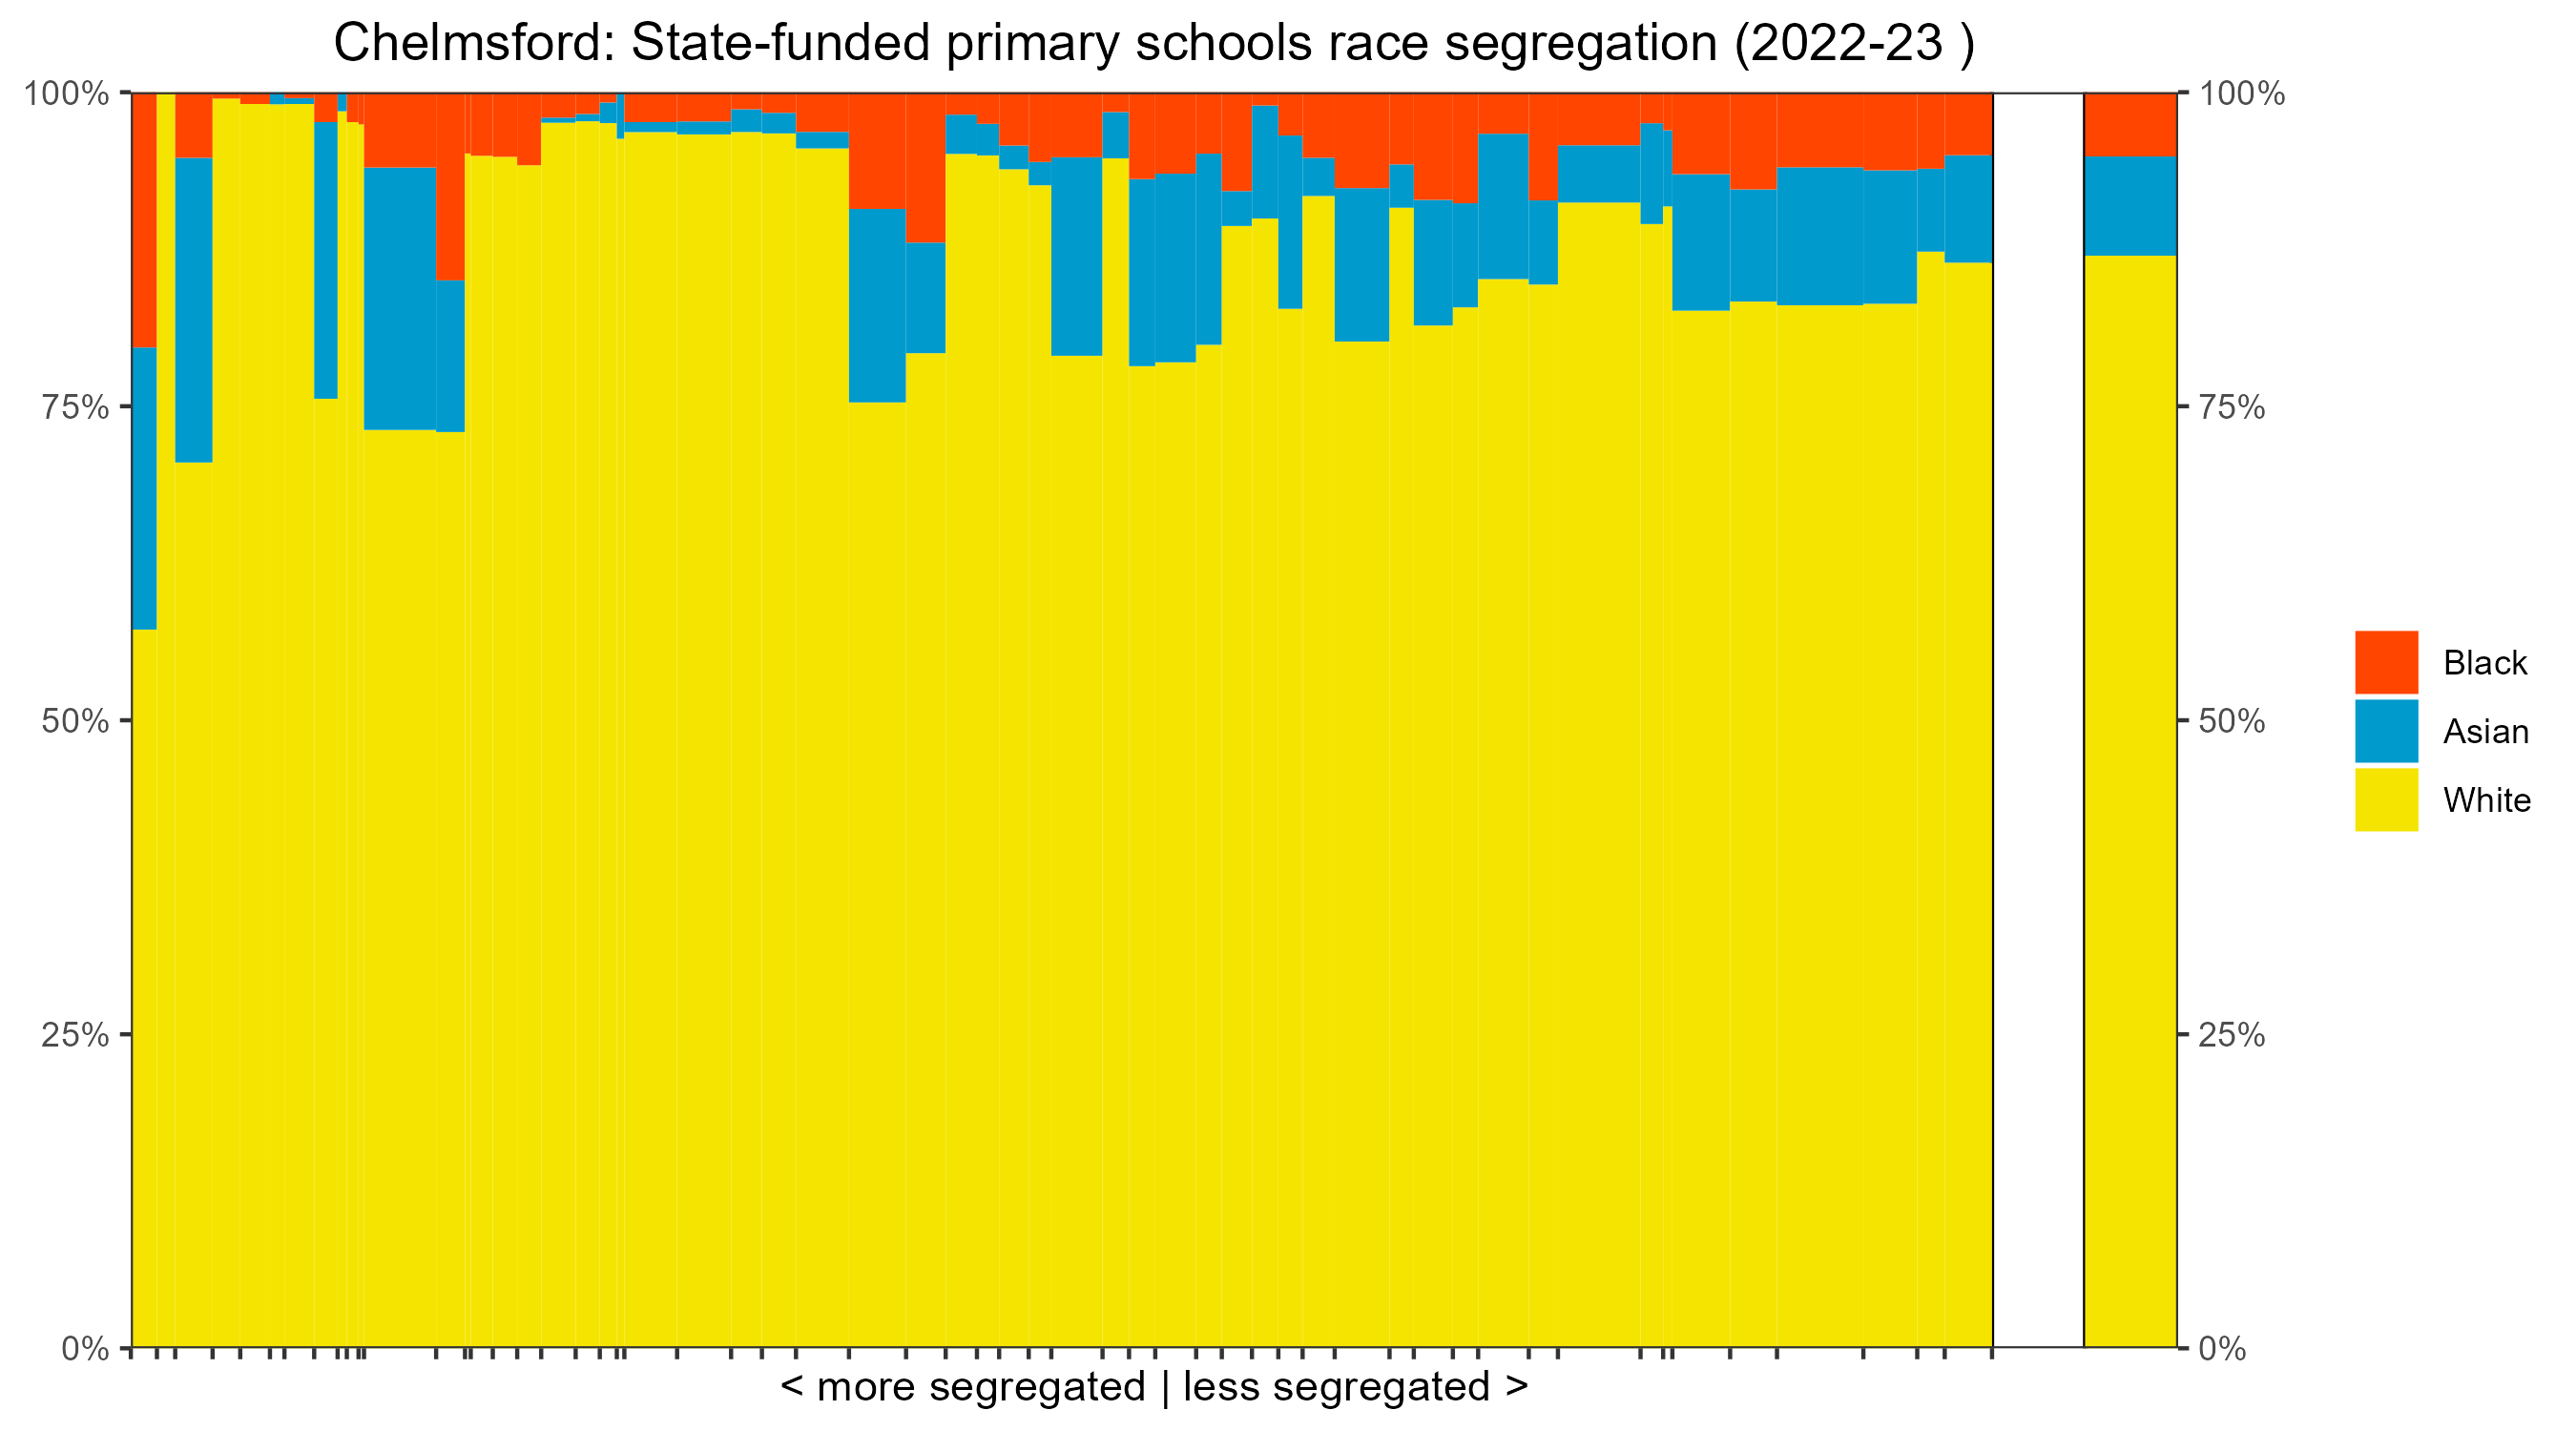 Chelmsford: State-funded primary schools race segregation (2022-23 )
100%
75%
50%
25%
0%
100%
75%
50%
25%
0%
Black
Asian
White
< more segregated | less segregated >